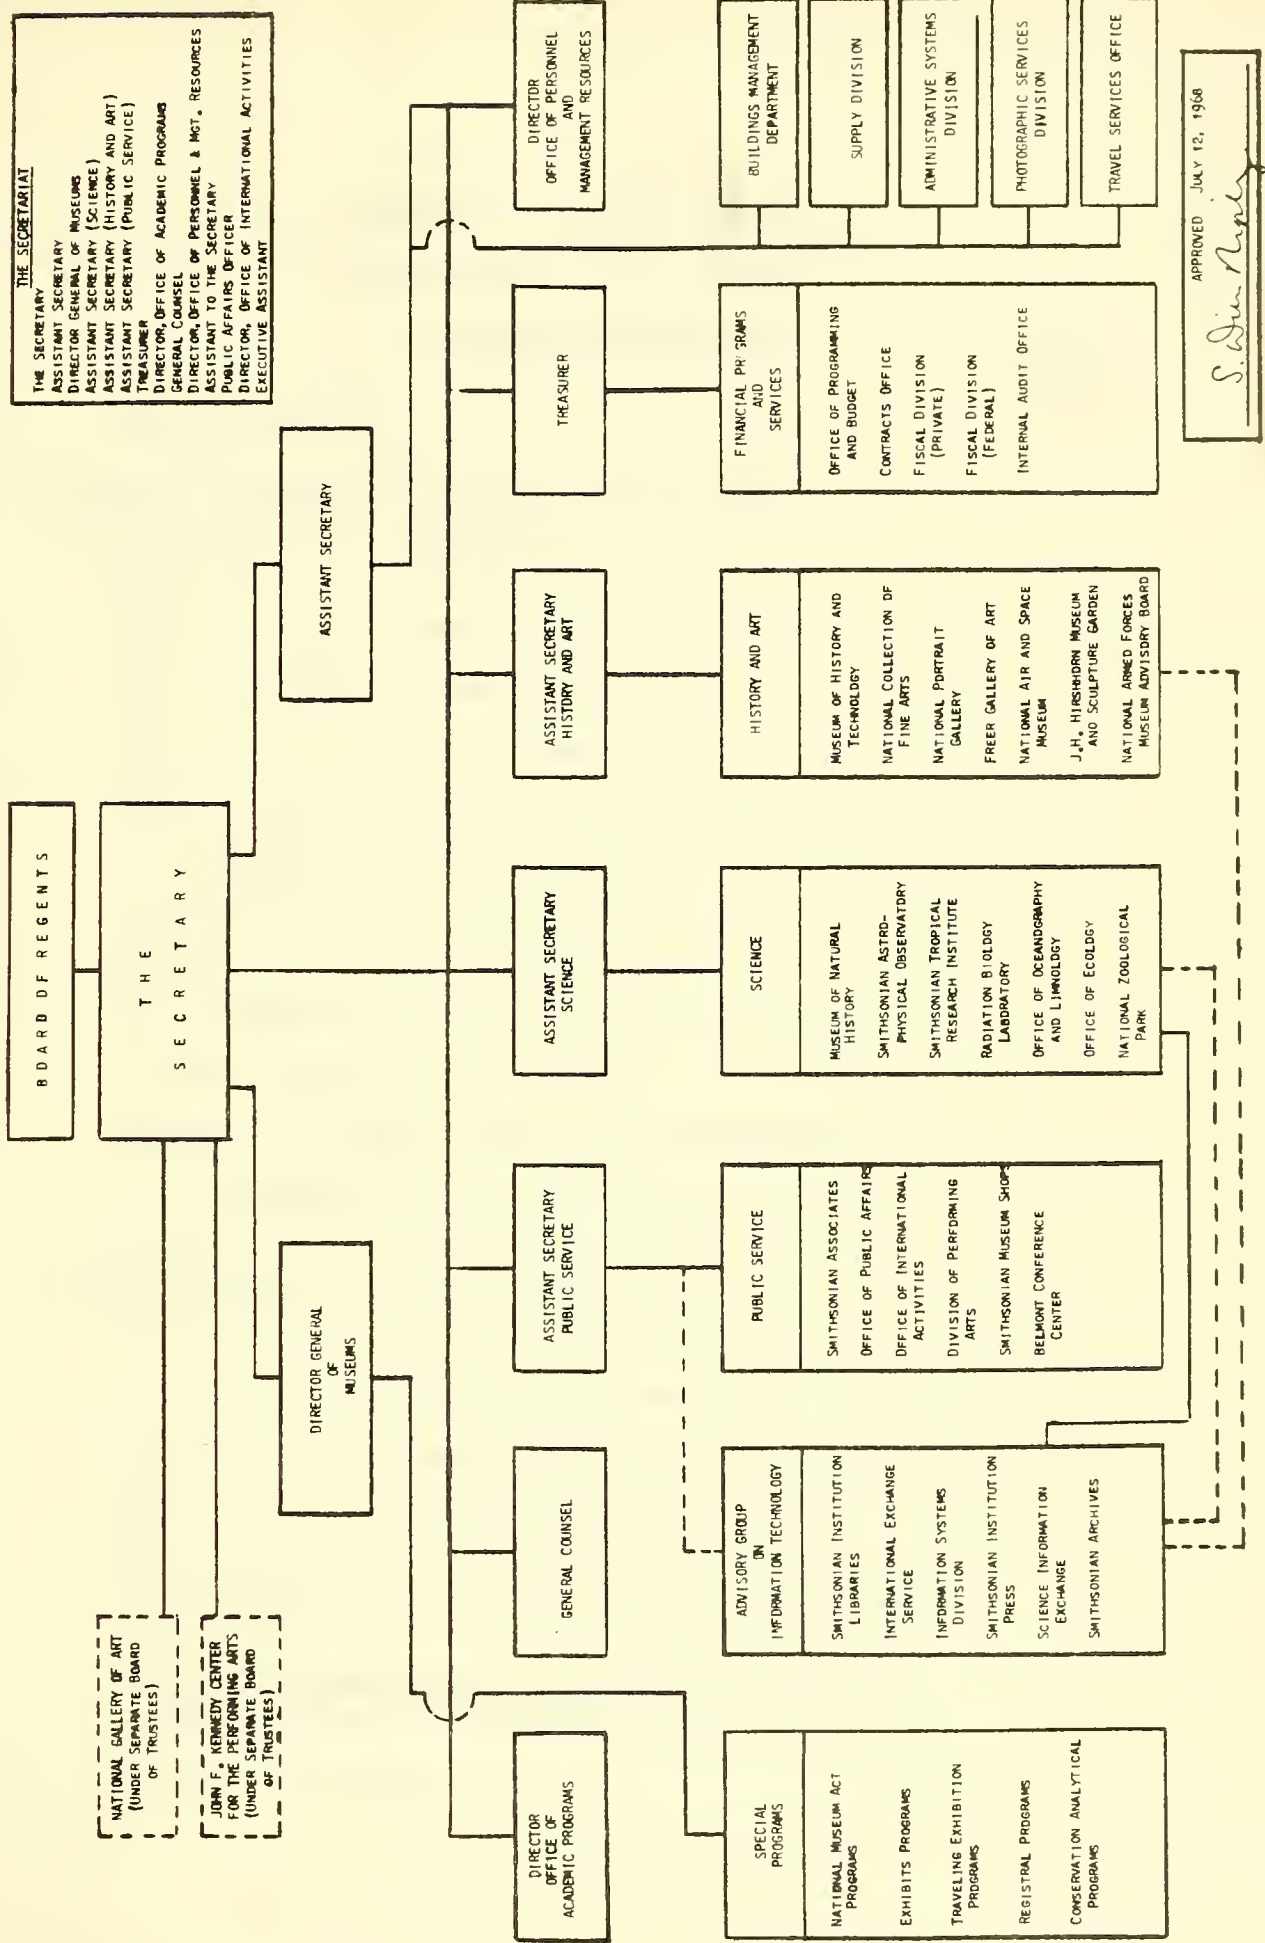 BOARD OF REGENTS
THE
SECRETARY
THE SECRETARIAT
THE SECRETARY
ASSISTANT SECRETARY
DIRECTOR GENERAL OF MUSEUMS
ASSISTANT SECRETARY (SCIENCE)
ASSISTANT SECRETARY (HISTORY AND ART)
ASSISTANT SECRETARY (PUBLIC SERVICE)
TREASURER
DIRECTOR, OFFICE OF ACADEMIC PROGRAMS
GENERAL COUNSEL
DIRECTOR, OFFICE OF PERSONNEL & MGT. RESOURCES
ASSISTANT TO THE SECRETARY
PUBLIC AFFAIRS OFFICER
DIRECTOR, OFFICE OF INTERNATIONAL ACTIVITIES
EXECUTIVE ASSISTANT
NATIONAL GALLERY OF ART
(UNDER SEPARATE BOARD
OF TRUSTEES)
JOHN F. KENNEDY CENTER
FOR THE PERFORMING ARTS
(UNDER SEPARATE BOARD
OF TRUSTEES)
DIRECTOR GENERAL
OF
MUSEUMS
ASSISTANT SECRETARY
DIRECTOR
OFFICE OF
ACADEMIC PROGRAMS
GENERAL COUNSEL
ASSISTANT SECRETARY
PUBLIC SERVICE
ASSISTANT SECRETARY
SCIENCE
ASSISTANT SECRETARY
HISTORY AND ART
TREASURER
DIRECTOR
OFFICE OF PERSONNEL
AND
MANAGEMENT RESOURCES
SPECIAL
PROGRAMS
NATIONAL MUSEUM ACT
PROGRAMS
EXHIBITS PROGRAMS
TRAVELING EXHIBITION
PROGRAMS
REGISTRAL PROGRAMS
CONSERVATION ANALYTICAL
PROGRAMS
ADVISORY GROUP
ON
INFORMATION TECHNOLOGY
SMITHSONIAN INSTITUTION
LIBRARIES
INTERNATIONAL EXCHANGE
SERVICE
INFORMATION SYSTEMS
DIVISION
SMITHSONIAN INSTITUTION
PRESS
SCIENCE INFORMATION
EXCHANGE
SMITHSONIAN ARCHIVES
PUBLIC SERVICE
SMITHSONIAN ASSOCIATES
OFFICE OF PUBLIC AFFAIRS
OFFICE OF INTERNATIONAL
ACTIVITIES
DIVISION OF PERFORMING
ARTS
SMITHSONIAN MUSEUM SHOPS
BELMONT CONFERENCE
CENTER
SCIENCE
MUSEUM OF NATURAL
HISTORY
SMITHSONIAN ASTRO-
PHYSICAL OBSERVATORY
SMITHSONIAN TROPICAL
RESEARCH INSTITUTE
RADIATION BIOLOGY
LABORATORY
OFFICE OF OCEANOGRAPHY
AND LIMNOLOGY
OFFICE OF ECOLOGY
NATIONAL ZOOLOGICAL
PARK
HISTORY AND ART
MUSEUM OF HISTORY AND
TECHNOLOGY
NATIONAL COLLECTION OF
FINE ARTS
NATIONAL PORTRAIT
GALLERY
FREER GALLERY OF ART
NATIONAL AIR AND SPACE
MUSEUM
J.H. HIRSHHORN MUSEUM
AND SCULPTURE GARDEN
NATIONAL ARMED FORCES
MUSEUM ADVISORY BOARD
FINANCIAL PROGRAMS
AND
SERVICES
OFFICE OF PROGRAMMING
AND BUDGET
CONTRACTS OFFICE
FISCAL DIVISION
(PRIVATE)
FISCAL DIVISION
(FEDERAL)
INTERNAL AUDIT OFFICE
BUILDINGS MANAGEMENT
DEPARTMENT
SUPPLY DIVISION
ADMINISTRATIVE SYSTEMS
DIVISION
PHOTOGRAPHIC SERVICES
DIVISION
TRAVEL SERVICES OFFICE
APPROVED JULY 12, 1968
S. Dillon Ripley